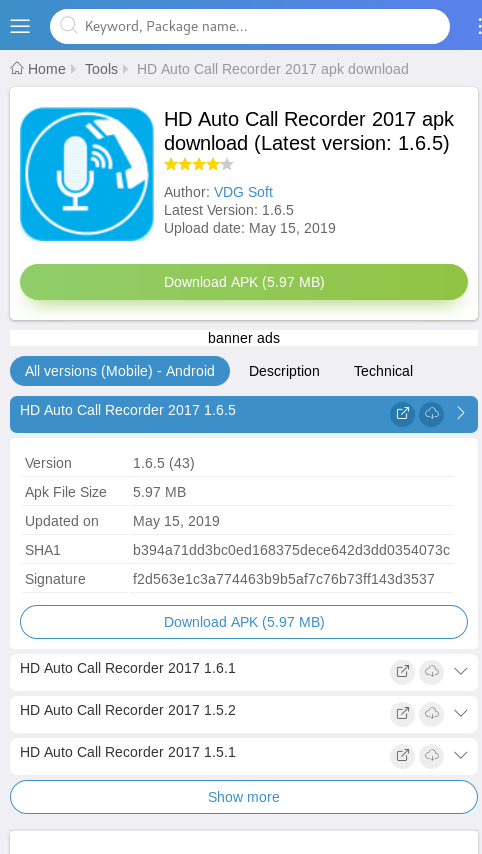 Keyword, Package name...
Home Tools HD Auto Call Recorder 2017 apk download
HD Auto Call Recorder 2017 apk
download (Latest version: 1.6.5)
Author: VDG Soft
Latest Version: 1.6.5
Upload date: May 15, 2019
Download APK (5.97 MB)
banner ads
All versions (Mobile) - Android Description Technical
HD Auto Call Recorder 2017 1.6.5
Version 1.6.5 (43)
Apk File Size 5.97 MB
Updated on May 15, 2019
SHA1 b394a71dd3bc0ed168375dece642d3dd0354073c
Signature f2d563e1c3a774463b9b5af7c76b73ff143d3537
Download APK (5.97 MB)
HD Auto Call Recorder 2017 1.6.1
HD Auto Call Recorder 2017 1.5.2
HD Auto Call Recorder 2017 1.5.1
Show more